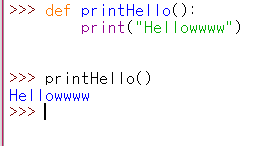 >>> def printHello():
        print("Hellowwww")

>>> printHello()
Hellowwww
>>>